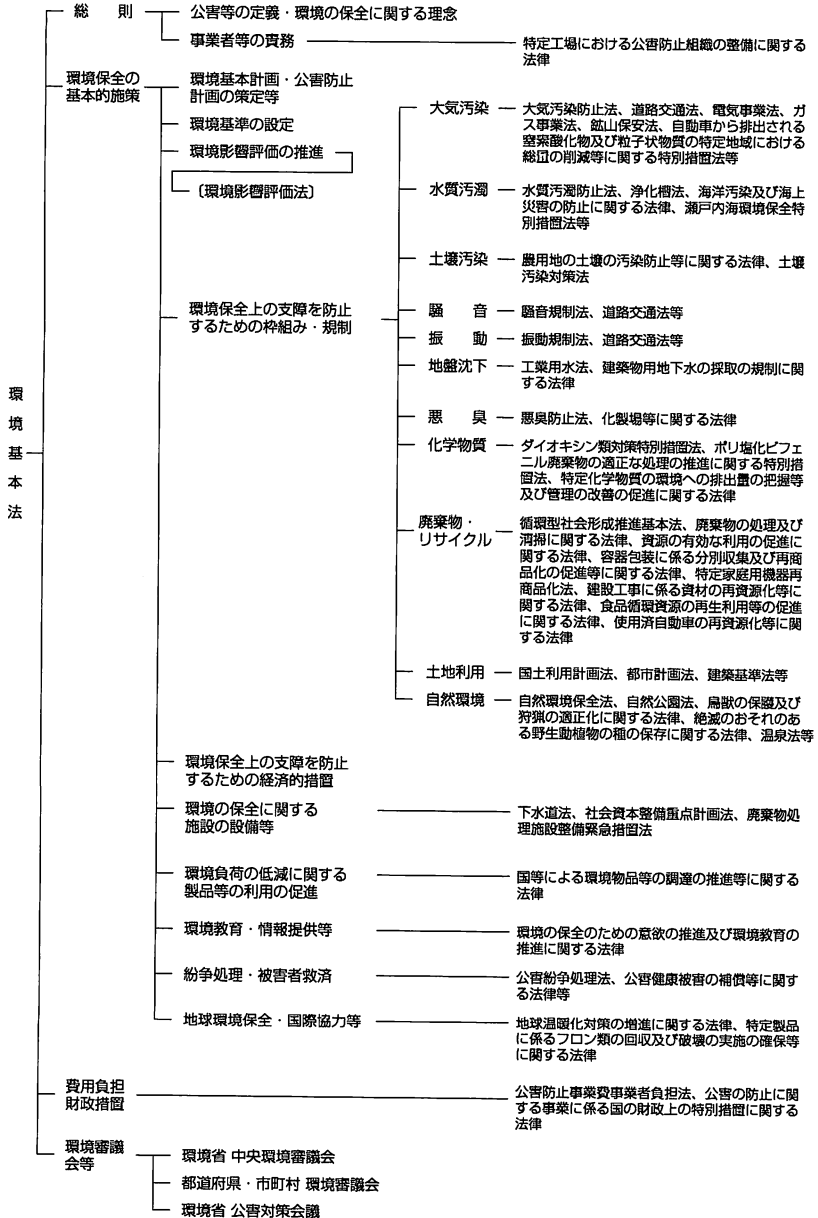 総　則
公害等の定義・環境の保全に関する理念
事業者等の責務
特定工場における公害防止組織の整備に関する
法律
環境保全の
基本的施策
環境基本計画・公害防止
計画の策定等
環境基準の設定
環境影響評価の推進
〔環境影響評価法〕
環境保全上の支障を防止
するための枠組み・規制
大気汚染
大気汚染防止法、道路交通法、電気事業法、ガ
ス事業法、鉱山保安法、自動車から排出される
窒素酸化物及び粒子状物質の特定地域における
総量の削減等に関する特別措置法等
水質汚濁
水質汚濁防止法、浄化槽法、海洋汚染及び海上
災害の防止に関する法律、瀬戸内海環境保全特
別措置法等
土壌汚染
農用地の土壌の汚染防止等に関する法律、土壌
汚染対策法
騒　音
騒音規制法、道路交通法等
振　動
振動規制法、道路交通法等
地盤沈下
工業用水法、建築物用地下水の採取の規制に関
する法律
悪　臭
悪臭防止法、化製場等に関する法律
化学物質
ダイオキシン類対策特別措置法、ポリ塩化ビフェ
ニル廃棄物の適正な処理の推進に関する特別措
置法、特定化学物質の環境への排出量の把握等
及び管理の改善の促進に関する法律
廃棄物・
リサイクル
循環型社会形成推進基本法、廃棄物の処理及び
清掃に関する法律、資源の有効な利用の促進に
関する法律、容器包装に係る分別収集及び再商
品化の促進等に関する法律、特定家庭用機器再
商品化法、建設工事に係る資材の再資源化等に
関する法律、食品循環資源の再生利用等の促進
に関する法律、使用済自動車の再資源化等に関
する法律
土地利用
国土利用計画法、都市計画法、建築基準法等
自然環境
自然環境保全法、自然公園法、鳥獣の保護及び
狩猟の適正化に関する法律、絶滅のおそれのあ
る野生動植物の種の保存に関する法律、温泉法等
環境保全上の支障を防止
するための経済的措置
環境の保全に関する
施設の設備等
下水道法、社会資本整備重点計画法、廃棄物処
理施設整備緊急措置法
環境負荷の低減に関する
製品等の利用の促進
国等による環境物品等の調達の推進等に関する
法律
環境教育・情報提供等
環境の保全のための意欲の推進及び環境教育の
推進に関する法律
紛争処理・被害者救済
公害紛争処理法、公害健康被害の補償等に関す
る法律等
地球環境保全・国際協力等
地球温暖化対策の増進に関する法律、特定製品
に係るフロン類の回収及び破壊の実施の確保等
に関する法律
環境基本法
費用負担
財政措置
公害防止事業費事業者負担法、公害の防止に関
する事業に係る国の財政上の特別措置に関する
法律
環境審議
会等
環境省 中央環境審議会
都道府県・市町村 環境審議会
環境省 公害対策会議